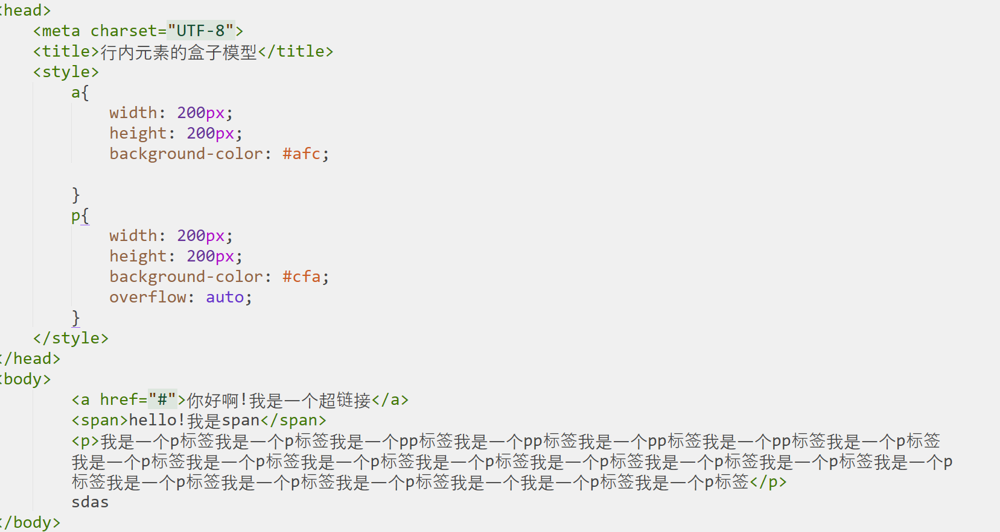 <head>
<meta charset="UTF-8">
<title>行内元素的盒子模型</title>
<style>
a{
width: 200px;
height: 200px;
background-color: #afc;
}
p{
width: 200px;
height: 200px;
background-color: #cfa;
overflow: auto;
}
</style>
</head>
<body>
<a href="#">你好啊!我是一个超链接</a>
<span>hello!我是span</span>
<p>我是一个p标签我是一个p标签我是一个pp标签我是一个pp标签我是一个pp标签我是一个pp标签我是一个p标签
我是一个p标签我是一个p标签我是一个p标签我是一个p标签我是一个p标签我是一个p标签我是一个p标签我是一个p
标签我是一个p标签我是一个p标签我是一个p标签我是一个我是一个p标签我是一个p标签</p>
sdas
</body>